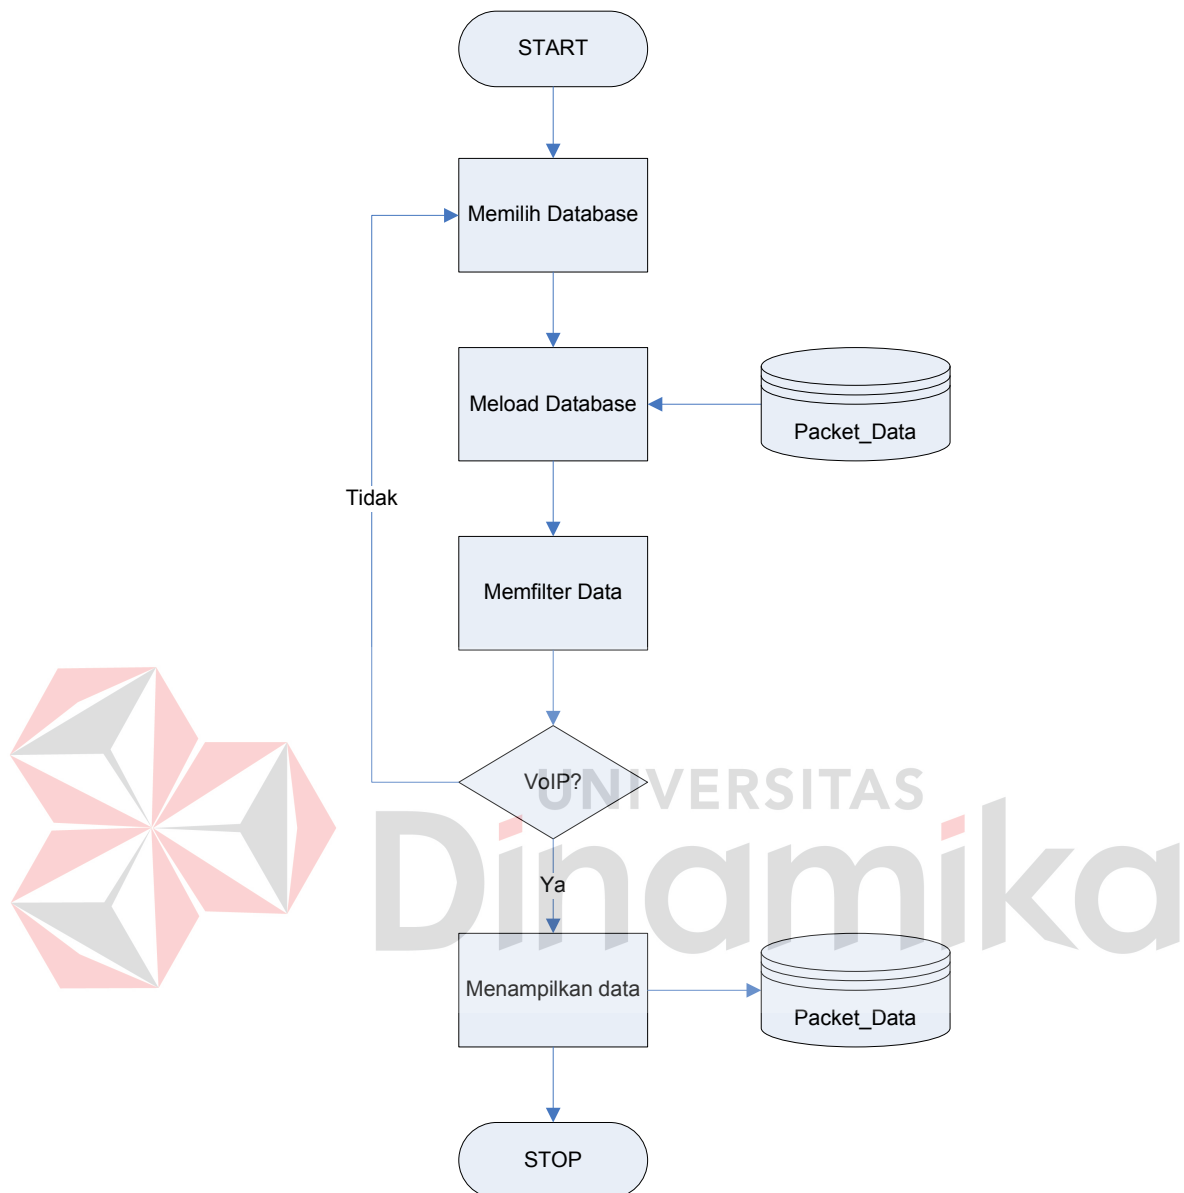 START
Memilih Database
Meload Database
Packet_Data
Tidak
Memfilter Data
VoIP?
UNIVERSITAS
Dinamika
Ya
Menampilkan data
Packet_Data
STOP